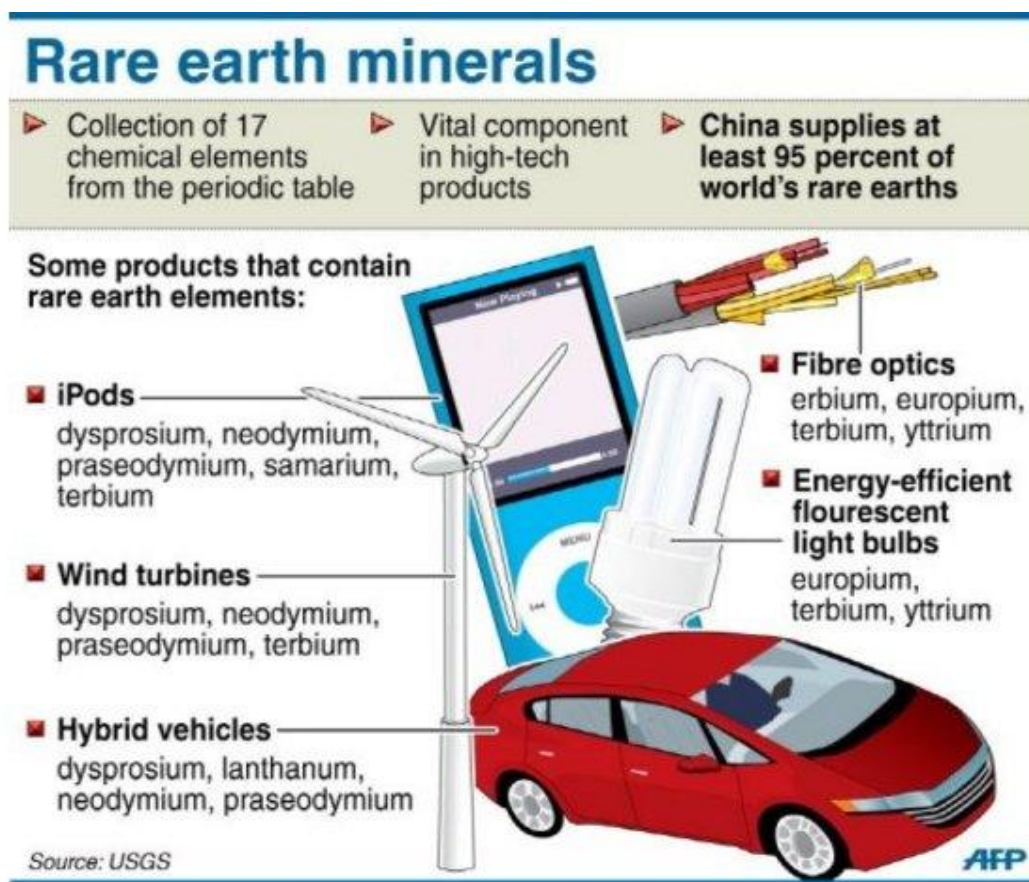 Rare earth minerals
Collection of 17
chemical elements
from the periodic table
Vital component
in high-tech
products
China supplies at
least 95 percent of
world's rare earths
Some products that contain
rare earth elements:
iPods
dysprosium, neodymium,
praseodymium, samarium,
terbium
Wind turbines
dysprosium, neodymium,
praseodymium, terbium
Hybrid vehicles
dysprosium, lanthanum,
neodymium, praseodymium
Now Playing
MENU
Fibre optics
erbium, europium,
terbium, yttrium
Energy-efficient
flourescent
light bulbs
europium,
terbium, yttrium
Source: USGS
AFP